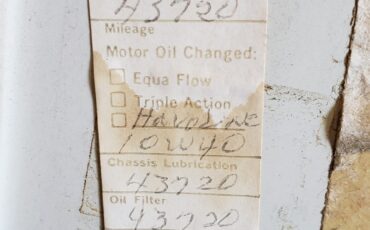 43720
Mileage
Motor Oil Changed:
Equa Flow
Triple Action
Havoline
10W40
Chassis Lubrication
43720
Oil Filter
43720